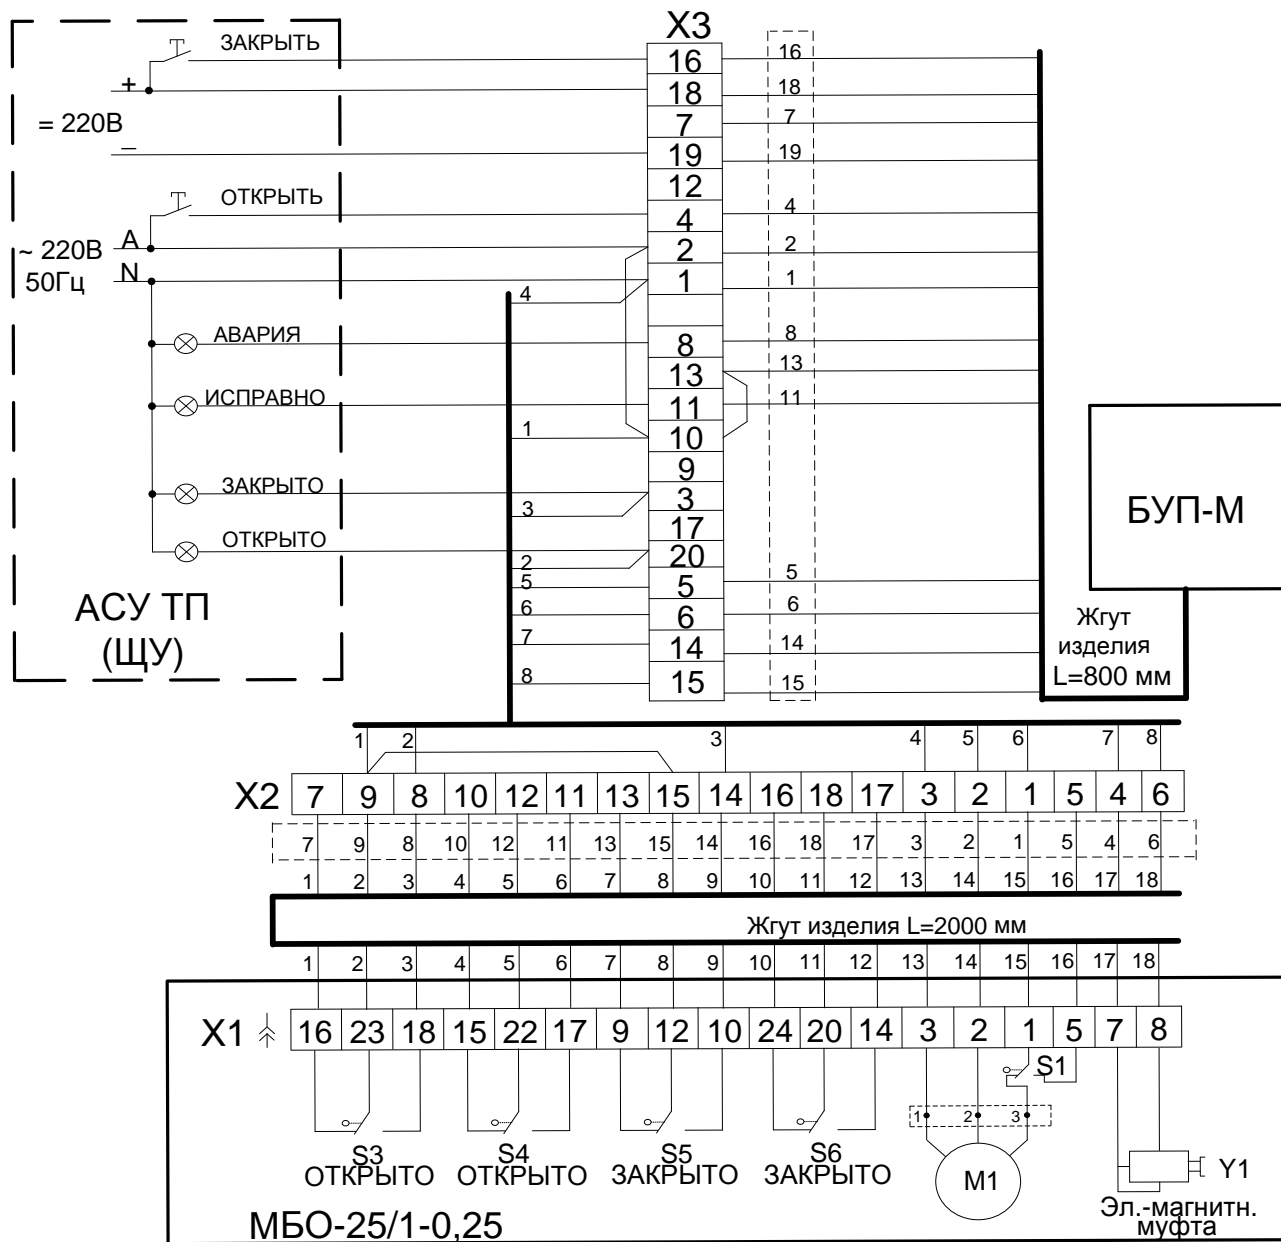 X3
ЗАКРЫТЬ
16 16
+
18 18
= 220В
7 7
–
19 19
12
ОТКРЫТЬ
4 4
~ 220В A
2 2
50Гц N
1 1
4
АВАРИЯ
8 8
13 13
ИСПРАВНО
11 11
1
10
9
ЗАКРЫТО
3
3
17
ОТКРЫТО
20
2
5
5 5
6
6 6
7
14 14
8
15 15
АСУ ТП
(ЩУ)
БУП-М
Жгут
изделия
L=800 мм
1 2 3 4 5 6 7 8
X2 7 9 8 10 12 11 13 15 14 16 18 17 3 2 1 5 4 6
7 9 8 10 12 11 13 15 14 16 18 17 3 2 1 5 4 6
1 2 3 4 5 6 7 8 9 10 11 12 13 14 15 16 17 18
Жгут изделия L=2000 мм
1 2 3 4 5 6 7 8 9 10 11 12 13 14 15 16 17 18
X1 16 23 18 15 22 17 9 12 10 24 20 14 3 2 1 5 7 8
S1
1 2 3
S3 S4 S5 S6
ОТКРЫТО ОТКРЫТО ЗАКРЫТО ЗАКРЫТО
М1
Y1
Эл.-магнитн.
муфта
МБО-25/1-0,25